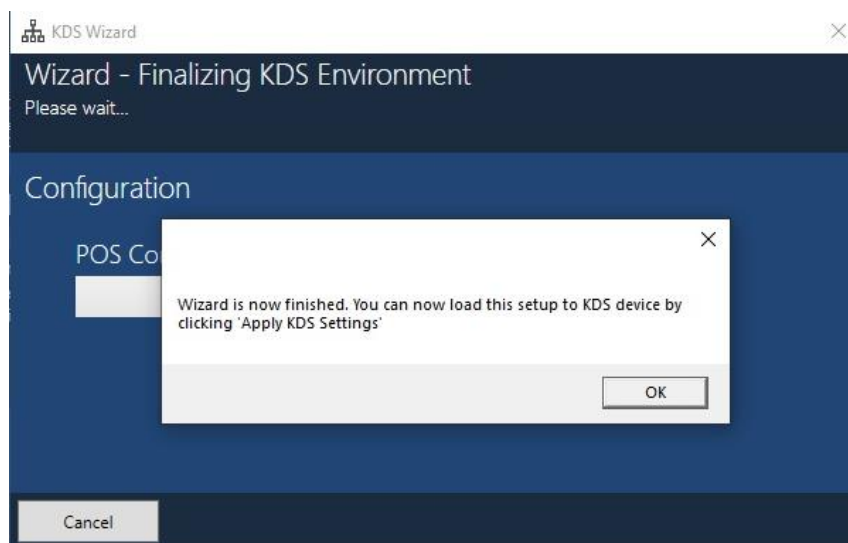 KDS Wizard
Wizard - Finalizing KDS Environment
Please wait...
Configuration
POS Co
Wizard is now finished. You can now load this setup to KDS device by
clicking 'Apply KDS Settings'
OK
Cancel